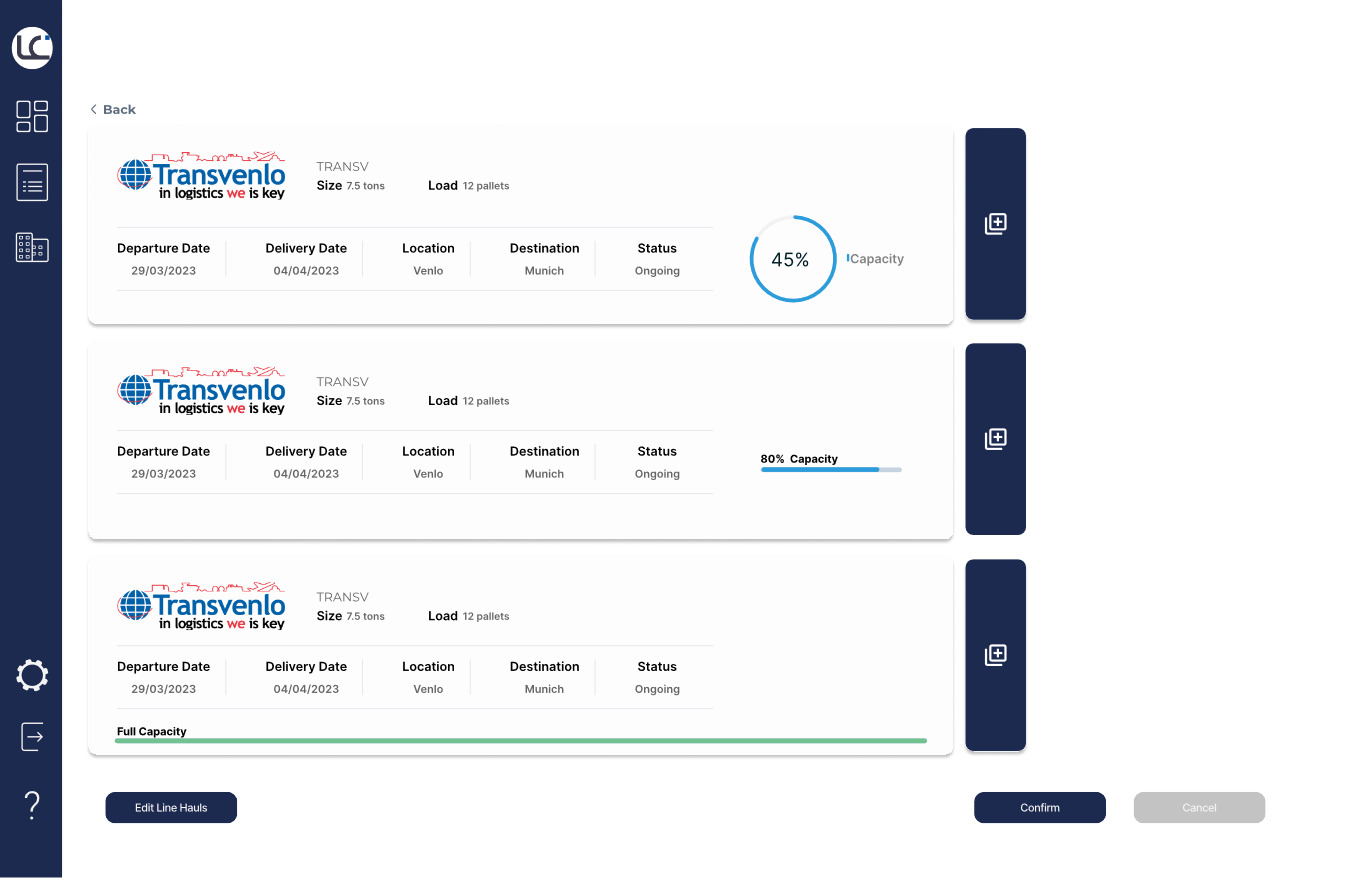 LC
Back
Transvenlo
in logistics we is key
TRANSV
Size 7.5 tons Load 12 pallets
Departure Date Delivery Date Location Destination Status
29/03/2023 04/04/2023 Venlo Munich Ongoing
45% Capacity
Transvenlo
in logistics we is key
TRANSV
Size 7.5 tons Load 12 pallets
Departure Date Delivery Date Location Destination Status
29/03/2023 04/04/2023 Venlo Munich Ongoing
80% Capacity
Transvenlo
in logistics we is key
TRANSV
Size 7.5 tons Load 12 pallets
Departure Date Delivery Date Location Destination Status
29/03/2023 04/04/2023 Venlo Munich Ongoing
Full Capacity
Edit Line Hauls Confirm Cancel